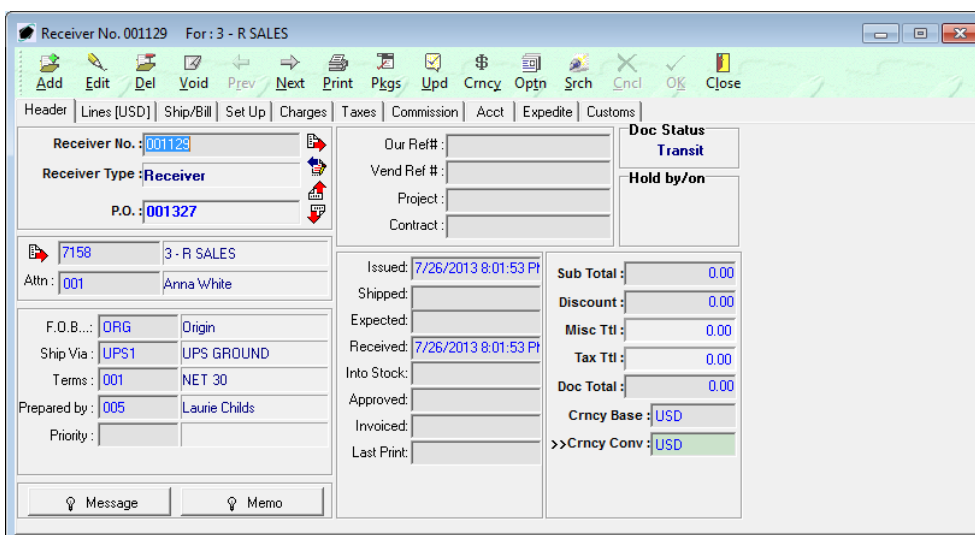 Receiver No. 001129 For : 3 - R SALES
Add Edit Del Void Prev Next Print Pkgs Upd Crncy Optn Srch Cncl OK Close
Header Lines [USD] Ship/Bill Set Up Charges Taxes Commission Acct Expedite Customs
Receiver No. : 001129
Receiver Type : Receiver
P.O. : 001327
Our Ref# :
Vend Ref # :
Project :
Contract :
Doc Status
Transit
Hold by/on
7158 3 - R SALES
Attn : 001 Anna White
F.O.B...: ORG Origin
Ship Via : UPS1 UPS GROUND
Terms : 001 NET 30
Prepared by : 005 Laurie Childs
Priority :
Message Memo
Issued: 7/26/2013 8:01:53 PM
Shipped:
Expected:
Received: 7/26/2013 8:01:53 PM
Into Stock:
Approved:
Invoiced:
Last Print:
Sub Total : 0.00
Discount : 0.00
Misc Ttl : 0.00
Tax Ttl : 0.00
Doc Total : 0.00
Crncy Base : USD
>>Crncy Conv : USD